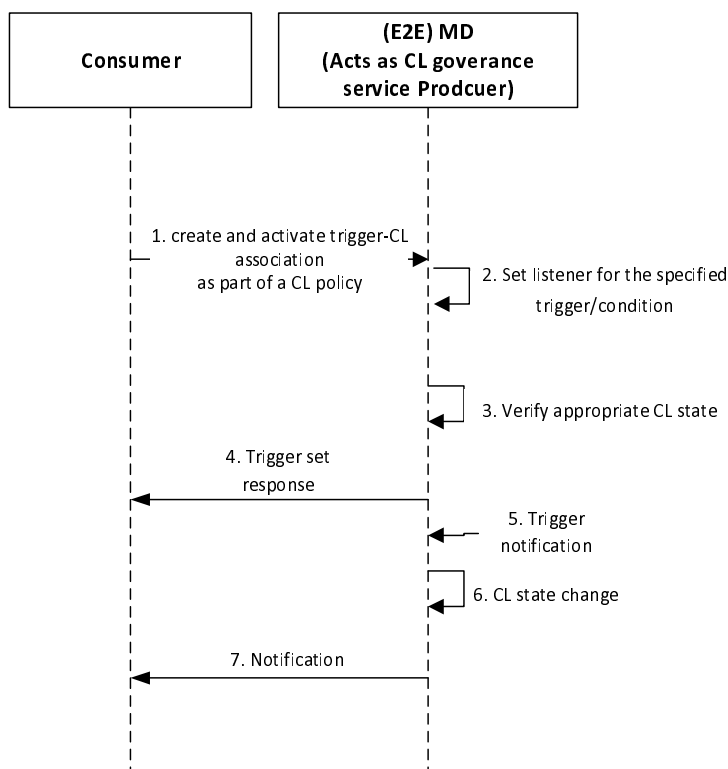 Consumer
(E2E) MD
(Acts as CL goverance
service Prodcuer)
1. create and activate trigger-CL
association
as part of a CL policy
2. Set listener for the specified
trigger/condition
3. Verify appropriate CL state
4. Trigger set
response
5. Trigger
notification
6. CL state change
7. Notification